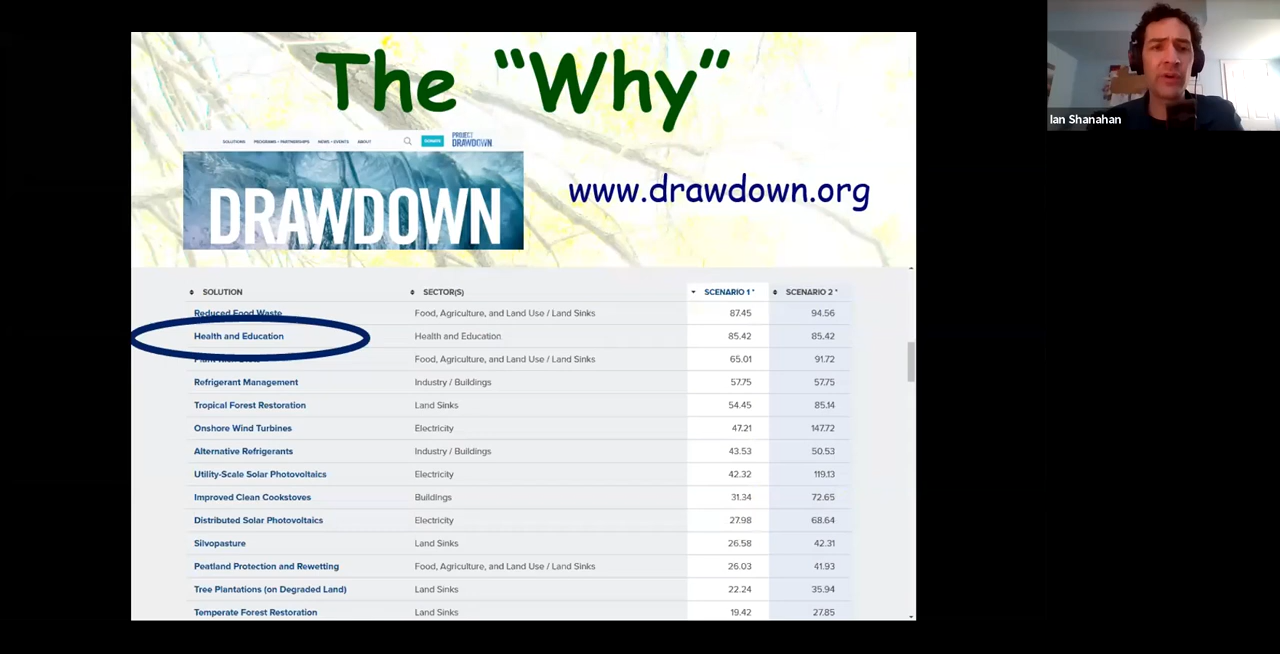 The “Why”
SOLUTIONS PROGRAMS + PARTNERSHIPS NEWS + EVENTS ABOUT DONATE PROJECT DRAWDOWN
DRAWDOWN
www.drawdown.org
Ian Shanahan
SOLUTION SECTOR(S) SCENARIO 1 * SCENARIO 2 *
Reduced Food Waste Food, Agriculture, and Land Use / Land Sinks 87.45 94.56
Health and Education Health and Education 85.42 85.42
Food, Agriculture, and Land Use / Land Sinks 65.01 91.72
Refrigerant Management Industry / Buildings 57.75 57.75
Tropical Forest Restoration Land Sinks 54.45 85.14
Onshore Wind Turbines Electricity 47.21 147.72
Alternative Refrigerants Industry / Buildings 43.53 50.53
Utility-Scale Solar Photovoltaics Electricity 42.32 119.13
Improved Clean Cookstoves Buildings 31.34 72.65
Distributed Solar Photovoltaics Electricity 27.98 68.64
Silvopasture Land Sinks 26.58 42.31
Peatland Protection and Rewetting Food, Agriculture, and Land Use / Land Sinks 26.03 41.93
Tree Plantations (on Degraded Land) Land Sinks 22.24 35.94
Temperate Forest Restoration Land Sinks 19.42 27.85